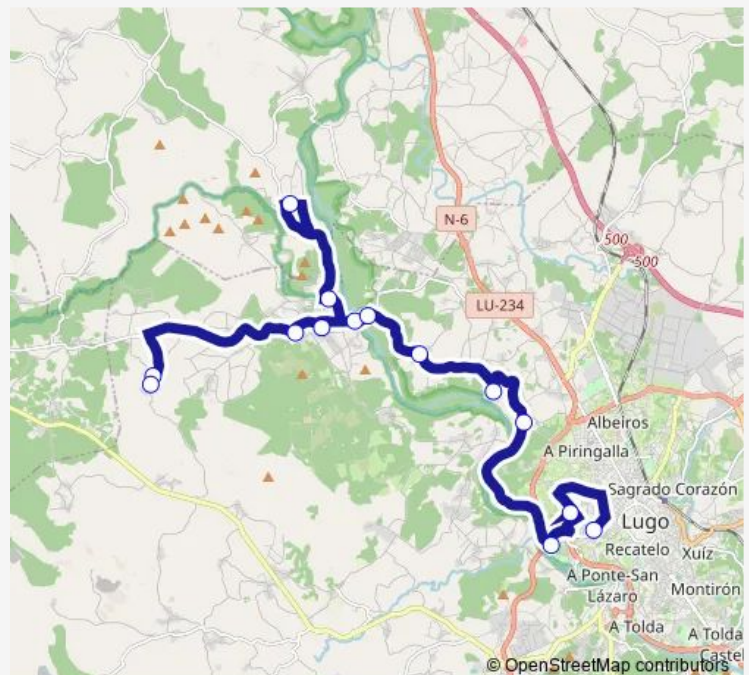 N-6
500
-500
LU-234
Albeiros
A Piringalla
Sagrado Corazón
Lugo
Recatelo
Xuíz
A Ponte-San
Lázaro
Montirón
A Tolda
A Tolda
Castel
© OpenStreetMap contributors